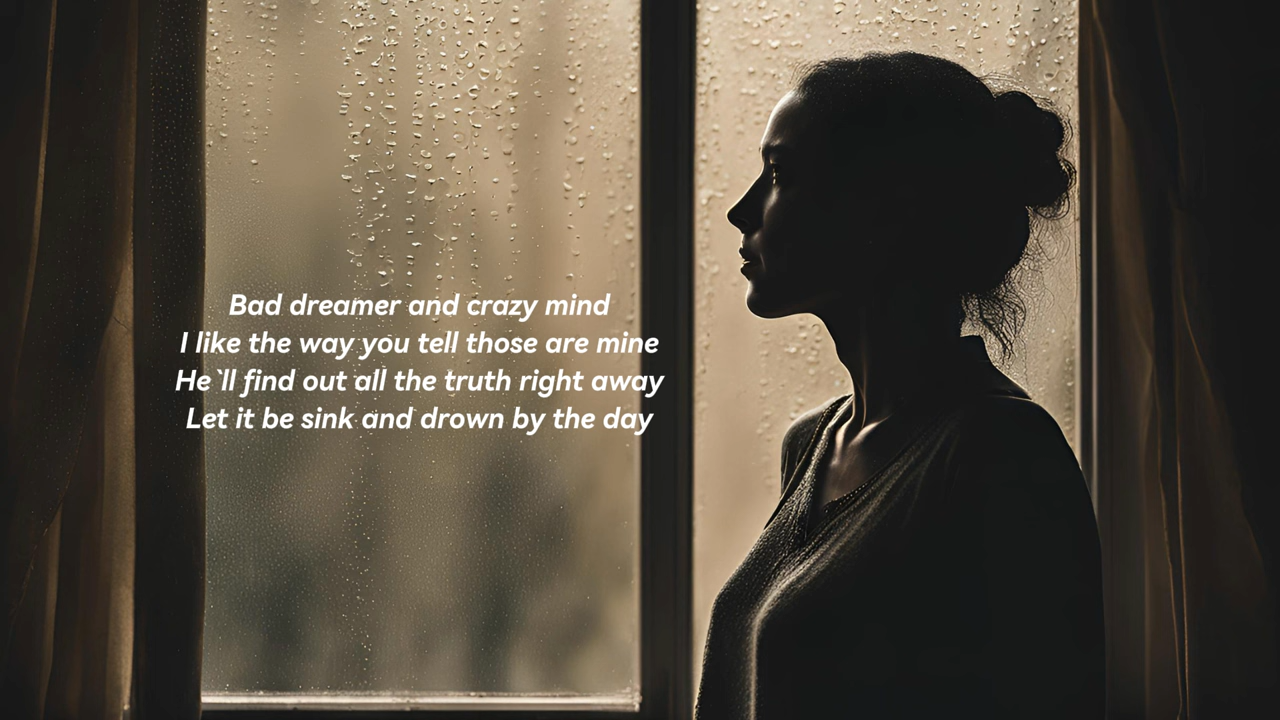 Bad dreamer and crazy mind
I like the way you tell those are mine
He`ll find out all the truth right away
Let it be sink and drown by the day